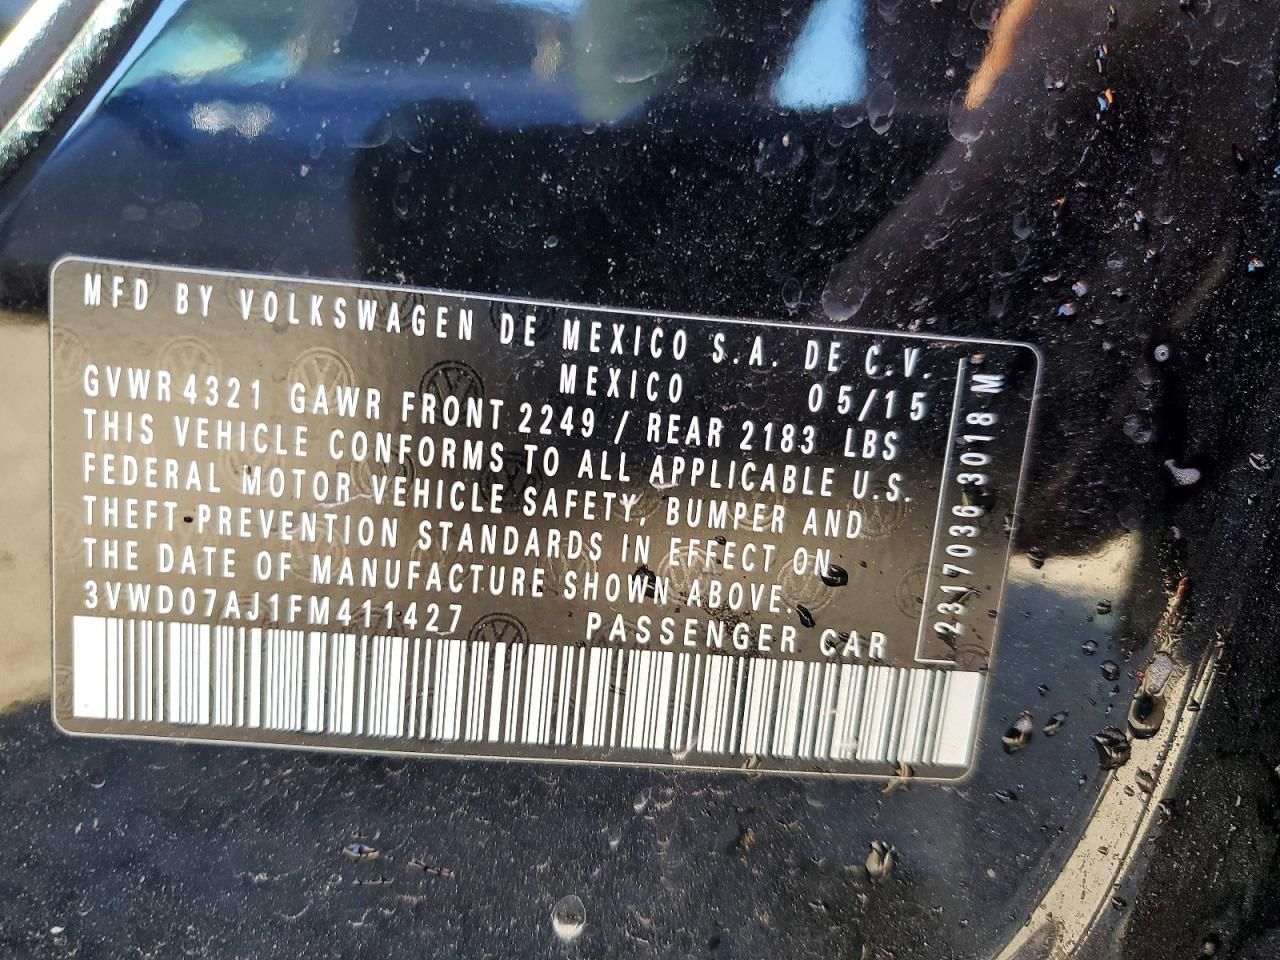 MFD BY VOLKSWAGEN DE MEXICO S.A. DE C.V.
MEXICO 05/15
GVWR 4321 GAWR FRONT 2249 / REAR 2183 LBS
THIS VEHICLE CONFORMS TO ALL APPLICABLE U.S.
FEDERAL MOTOR VEHICLE SAFETY, BUMPER AND
THEFT PREVENTION STANDARDS IN EFFECT ON
THE DATE OF MANUFACTURE SHOWN ABOVE.
3VWD07AJ1FM411427 PASSENGER CAR
2317036 3018 M